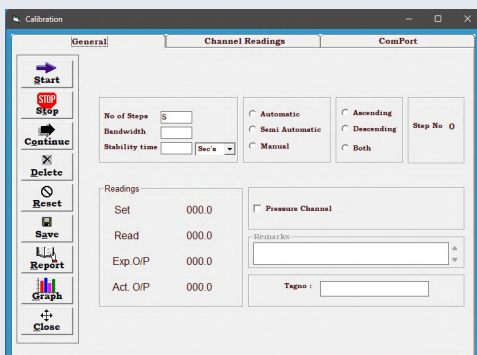 Calibration
General
Channel Readings
ComPort
Start
STOP
Stop
Continue
Delete
Reset
Save
Report
Graph
Close
No of Steps 5
Bandwidth
Stability time Sec's
Automatic
Semi Automatic
Manual
Ascending
Descending
Both
Step No 0
Readings
Set 000.0
Read 000.0
Exp.O/P 000.0
Act. O/P 000.0
Pressure Channel
Remarks
Tagno :